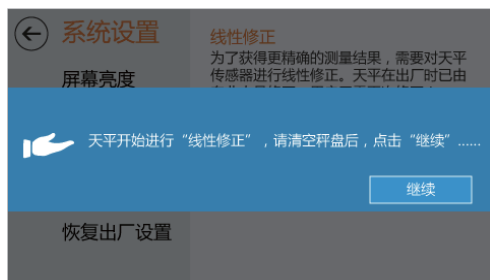 系统设置
线性修正
为了获得更精确的测量结果，需要对天平
屏幕亮度
传感器进行线性修正。天平在出厂时已由
天平开始进行“线性修正”，请清空秤盘后，点击“继续”……
继续
恢复出厂设置